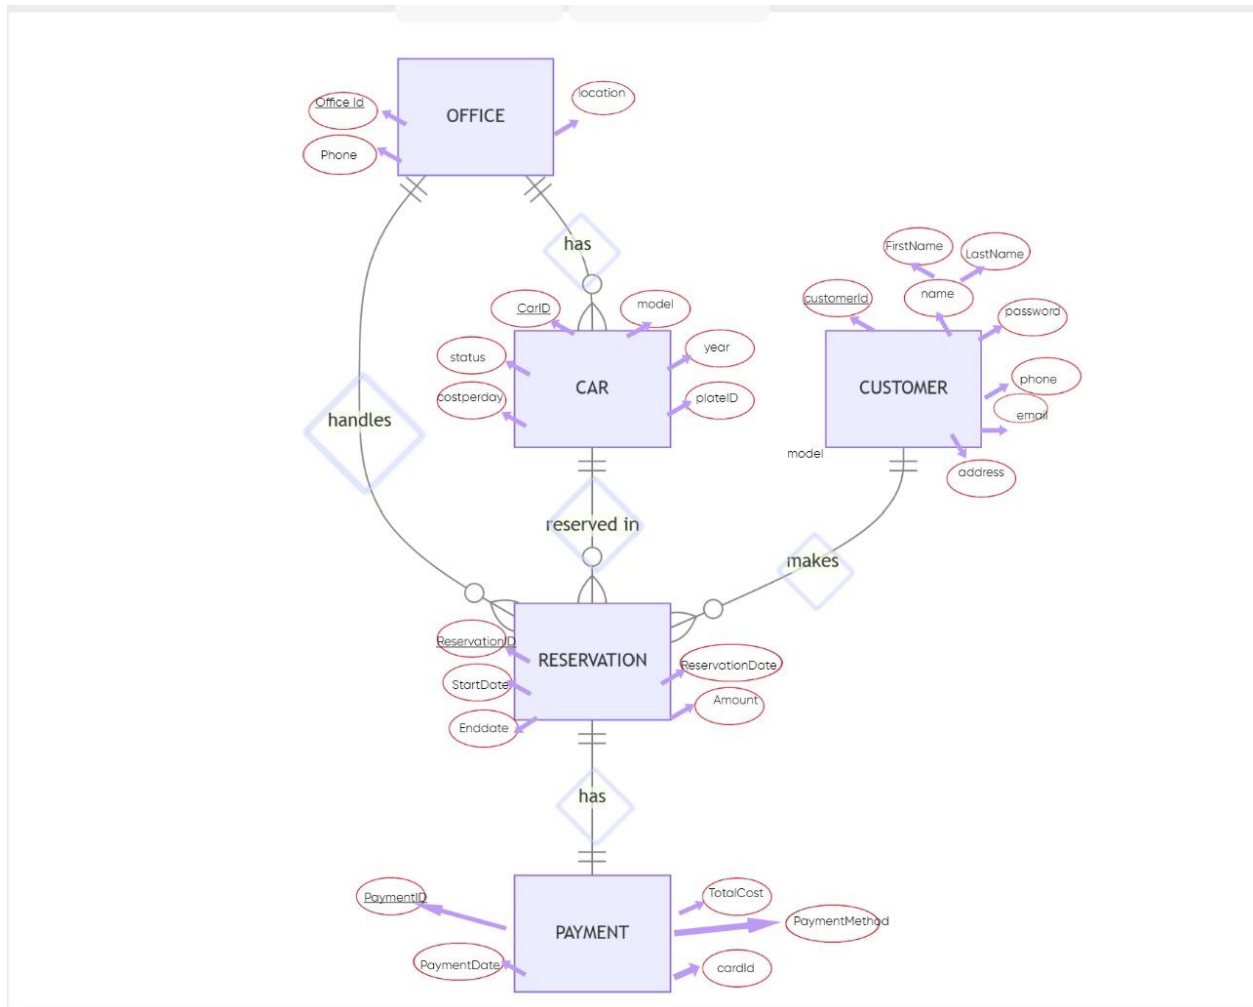 OFFICE
Office Id
location
Phone
has
FirstName
LastName
customerId
name
password
CarID
model
status
year
costperday
plateID
CAR
CUSTOMER
phone
email
address
model
handles
reserved in
makes
ReservationID
StartDate
Enddate
RESERVATION
ReservationDate
Amount
has
PaymentID
TotalCost
PaymentMethod
PAYMENT
PaymentDate
cardId